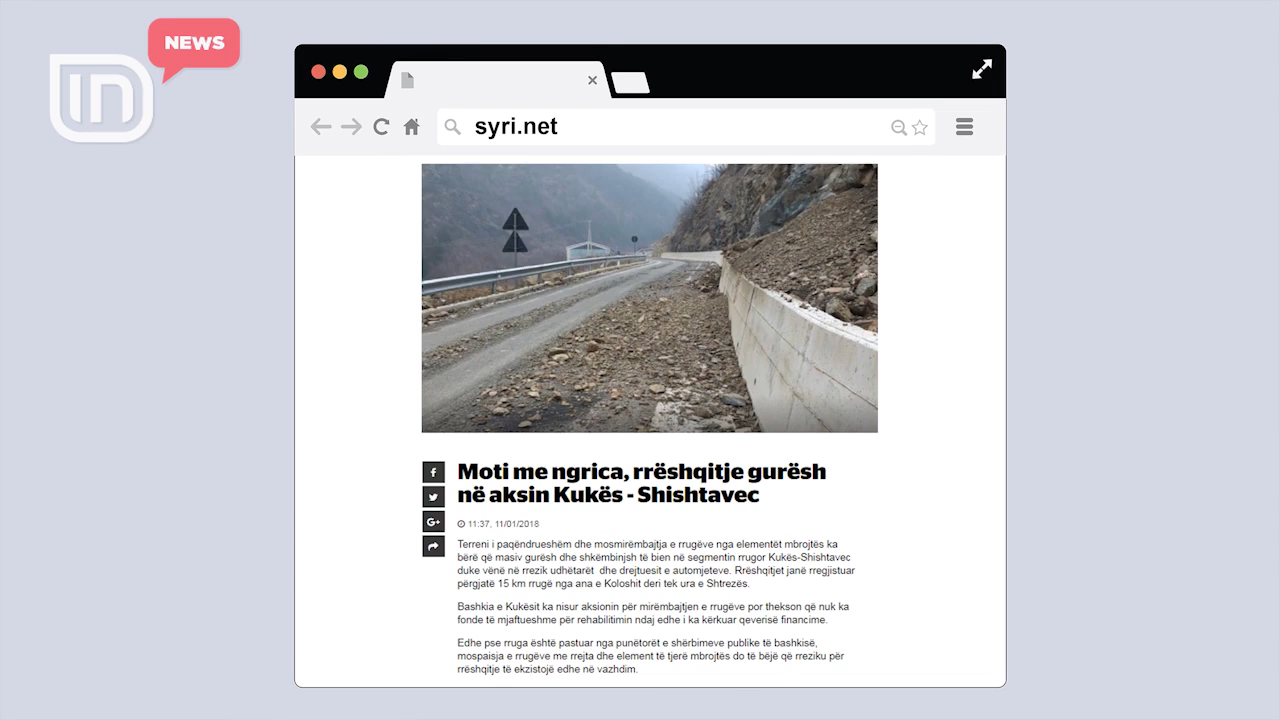 NEWS
IN
syri.net
Moti me ngrica, rrëshqitje gurësh
në aksin Kukës - Shishtavec
11:37, 11/01/2018
Terreni i paqëndrueshëm dhe mosmirëmbajtja e rrugëve nga elementët mbrojtës ka
bërë që masiv gurësh dhe shkëmbinjsh të bien në segmentin rrugor Kukës-Shishtavec
duke vënë në rrezik udhëtarët dhe drejtuesit e automjeteve. Rrëshqitjet janë rregjistuar
përgjatë 15 km rrugë nga ana e Koloshit deri tek ura e Shtrezës.
Bashkia e Kukësit ka nisur aksionin për mirëmbajtjen e rrugëve por thekson që nuk ka
fonde të mjaftueshme për rehabilitimin ndaj edhe i ka kërkuar qeverisë financime.
Edhe pse rruga është pastuar nga punëtorët e shërbimeve publike të bashkisë,
mospaisja e rrugëve me rrejta dhe element të tjerë mbrojtës do të bëjë që rreziku për
rrëshqitje të ekzistojë edhe në vazhdim.